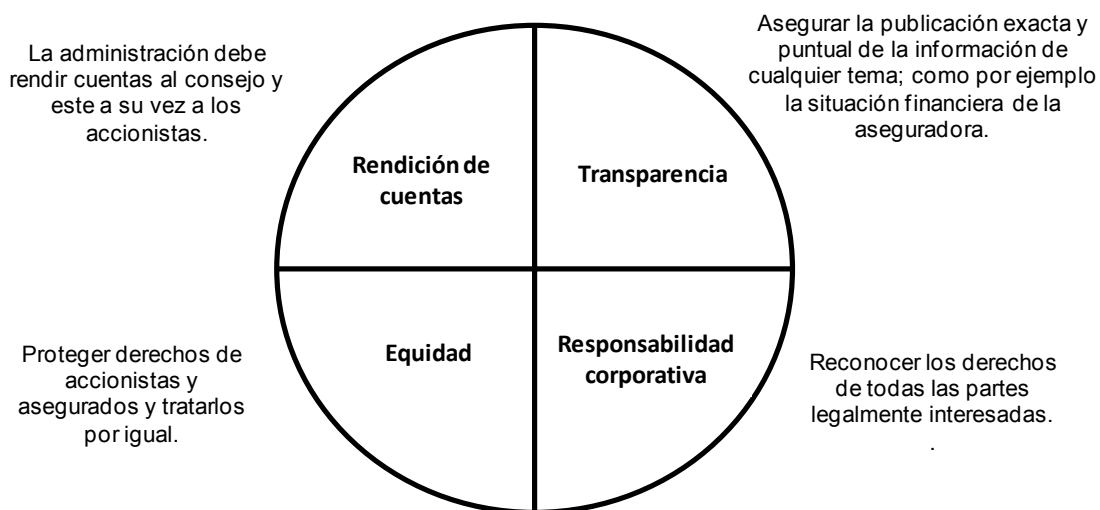 La administración debe
rendir cuentas al consejo y
este a su vez a los
accionistas.
Asegurar la publicación exacta y
puntual de la información de
cualquier tema; como por ejemplo
la situación financiera de la
aseguradora.
Rendición de
cuentas
Transparencia
Equidad
Responsabilidad
corporativa
Proteger derechos de
accionistas y
asegurados y tratarlos
por igual.
Reconocer los derechos
de todas las partes
legalmente interesadas.
.